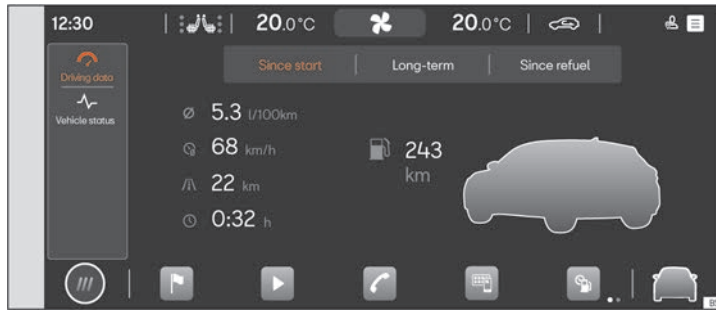 12:30 20.0°C 20.0°C
Since start Long-term Since refuel
Driving data
Vehicle status
Ø 5.3 l/100km
68 km/h
22 km
0:32 h
243
km